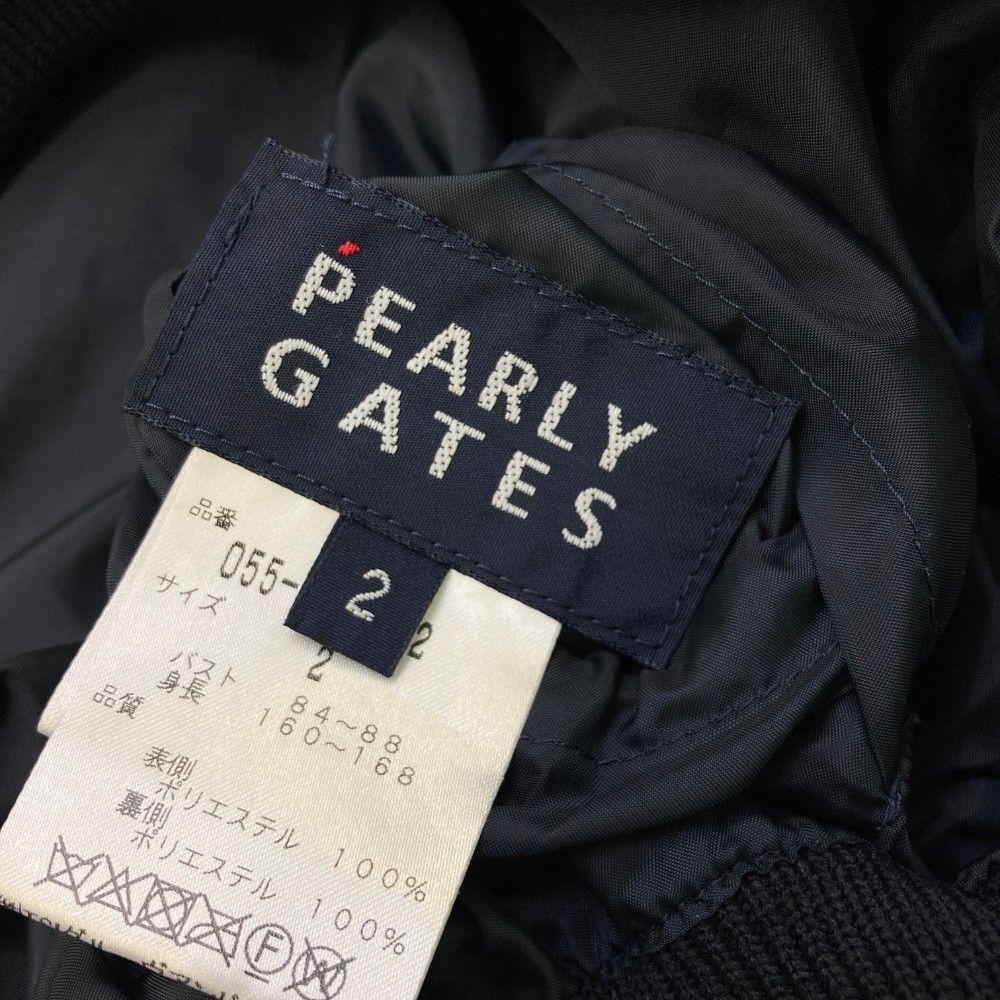 PEARLY
GATES
2
品番
055-
2
サイズ 2
バスト 84~88
身長 160~168
品質
表側
ポリエステル 100%
裏側
ポリエステル 100%
F W